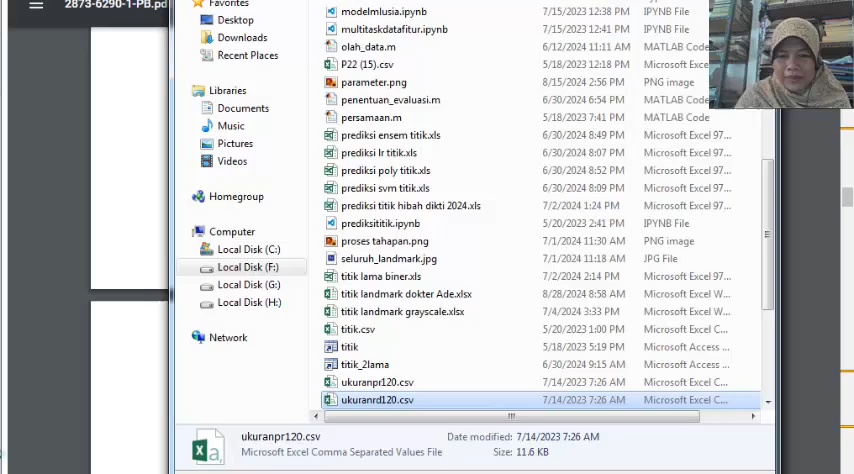 2873-6290-1-PB.pd
Favorites
Desktop
Downloads
Recent Places
Libraries
Documents
Music
Pictures
Videos
Homegroup
Computer
Local Disk (C:)
Local Disk (F:)
Local Disk (G:)
Local Disk (H:)
Network
modelmlusia.ipynb 7/15/2023 12:38 PM IPYNB File
multitaskdatafitur.ipynb 7/15/2023 12:41 PM IPYNB File
olah_data.m 6/12/2024 11:11 AM MATLAB Code
P22 (15).csv 5/18/2023 12:18 PM Microsoft Excel
parameter.png 8/15/2024 2:56 PM PNG image
penentuan_evaluasi.m 6/30/2024 6:54 PM MATLAB Code
persamaan.m 5/18/2023 7:41 PM MATLAB Code
prediksi ensem titik.xls 6/30/2024 8:49 PM Microsoft Excel 97...
prediksi lr titik.xls 6/30/2024 8:07 PM Microsoft Excel 97...
prediksi poly titik.xls 6/30/2024 8:52 PM Microsoft Excel 97...
prediksi svm titik.xls 6/30/2024 8:09 PM Microsoft Excel 97...
prediksi titik hibah dikti 2024.xls 7/2/2024 1:24 PM Microsoft Excel 97...
prediksititik.ipynb 5/20/2023 2:41 PM IPYNB File
proses tahapan.png 7/1/2024 11:30 AM PNG image
seluruh_landmark.jpg 7/1/2024 11:18 AM JPG File
titik lama biner.xls 7/2/2024 2:14 PM Microsoft Excel 97...
titik landmark dokter Ade.xlsx 8/28/2024 8:58 AM Microsoft Excel W...
titik landmark grayscale.xlsx 7/4/2024 3:33 PM Microsoft Excel W...
titik.csv 5/20/2023 1:00 PM Microsoft Excel C...
titik 5/18/2023 5:19 PM Microsoft Access ...
titik_2lama 6/30/2024 9:15 AM Microsoft Access ...
ukuranpr120.csv 7/14/2023 7:26 AM Microsoft Excel C...
ukuranrd120.csv 7/14/2023 7:26 AM Microsoft Excel C...
ukuranpr120.csv Date modified: 7/14/2023 7:26 AM
Microsoft Excel Comma Separated Values File Size: 11.6 KB